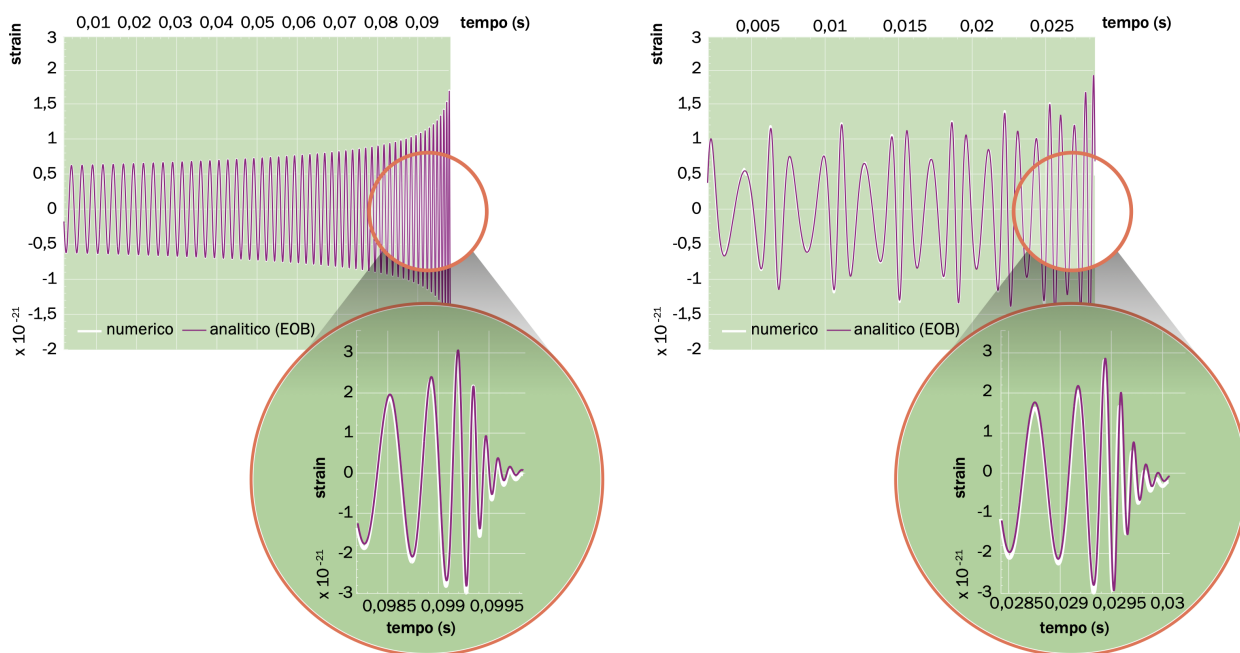 0,01 0,02 0,03 0,04 0,05 0,06 0,07 0,08 0,09 tempo (s)
strain
3
2
1,5
1
0,5
0
-0,5
-1
-1,5
-2
x 10⁻²¹
numerico analitico (EOB)
3
2
1
0
-1
-2
-3
strain
x 10⁻²¹
0,0985 0,099 0,0995
tempo (s)
0,005 0,01 0,015 0,02 0,025 tempo (s)
strain
3
2
1,5
1
0,5
0
-0,5
-1
-1,5
-2
x 10⁻²¹
numerico analitico (EOB)
3
2
1
0
-1
-2
-3
strain
x 10⁻²¹
0,0285 0,029 0,0295 0,03
tempo (s)